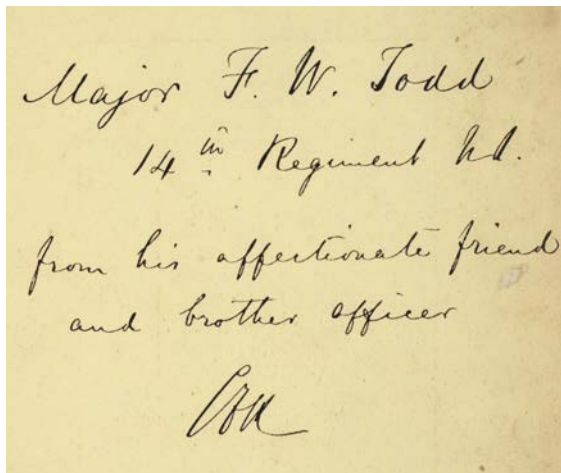 Major F. W. Todd
14th Regiment
from his affectionate friend
and brother officer